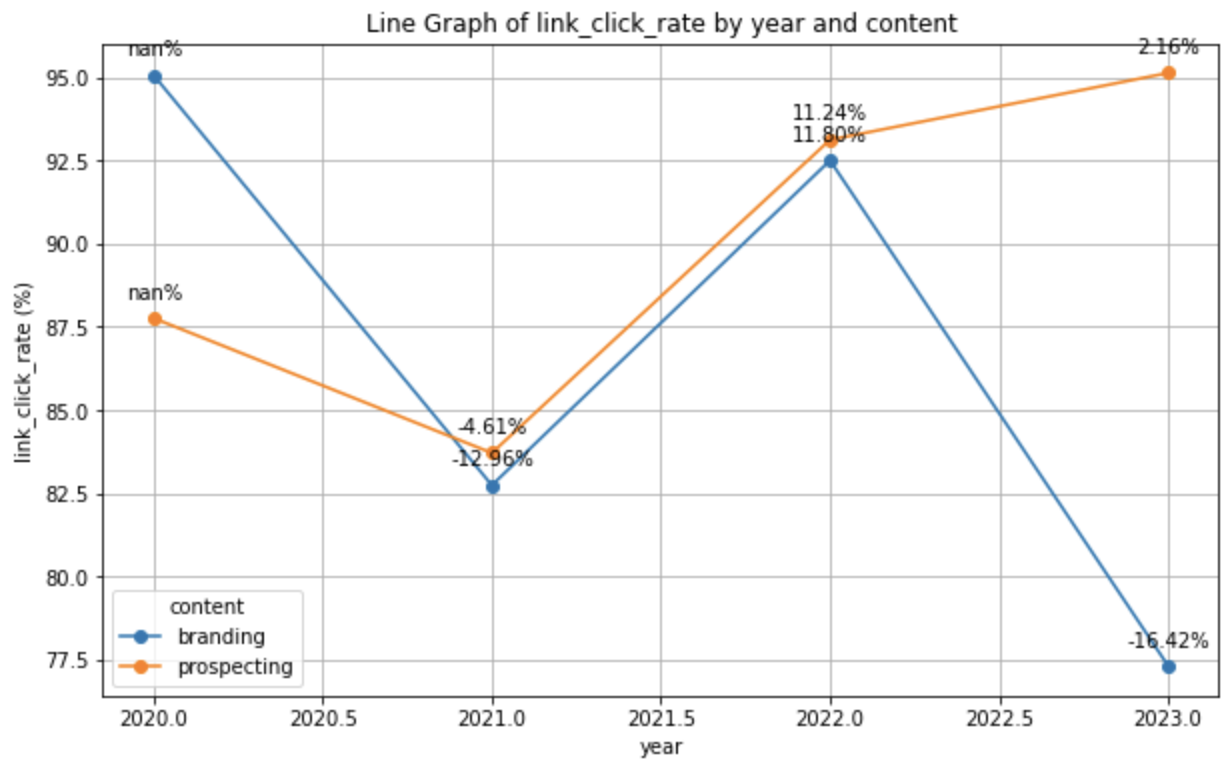 Line Graph of link_click_rate by year and content
nan%
2.16%
95.0
11.24%
11.80%
92.5
90.0
nan%
87.5
-4.61%
85.0
-12.96%
82.5
80.0
-16.42%
77.5
link_click_rate (%)
content
branding
prospecting
2020.0 2020.5 2021.0 2021.5 2022.0 2022.5 2023.0
year